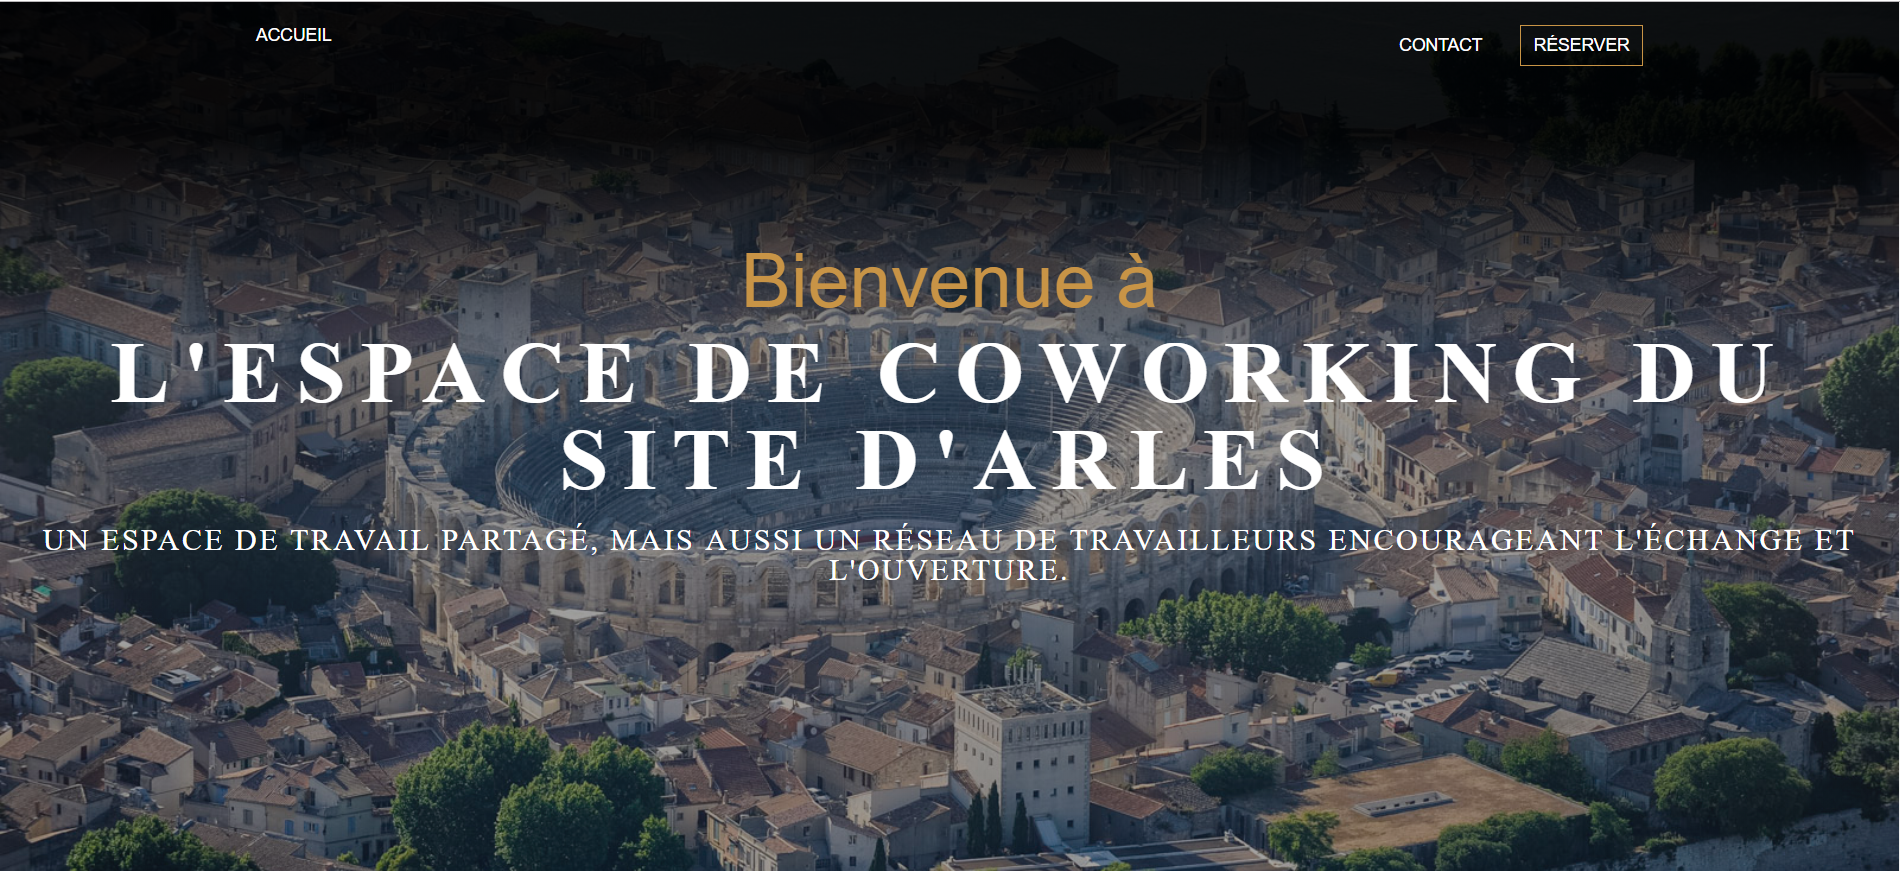 ACCUEIL
CONTACT
RÉSERVER
Bienvenue à
L'ESPACE DE COWORKING DU
SITE D'ARLES
UN ESPACE DE TRAVAIL PARTAGÉ, MAIS AUSSI UN RÉSEAU DE TRAVAILLEURS ENCOURAGEANT L'ÉCHANGE ET
L'OUVERTURE.